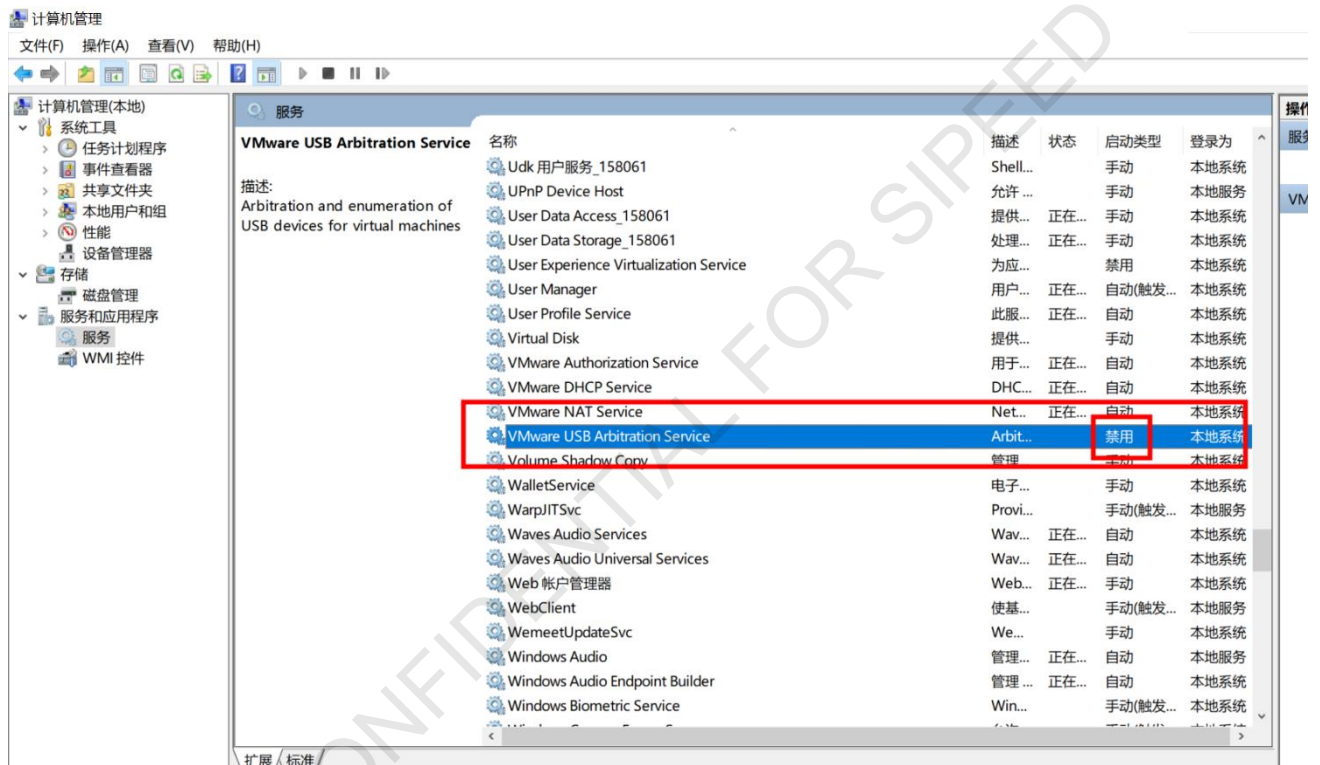 计算机管理
文件(F) 操作(A) 查看(V) 帮助(H)
计算机管理(本地)
系统工具
任务计划程序
事件查看器
共享文件夹
本地用户和组
性能
设备管理器
存储
磁盘管理
服务和应用程序
服务
WMI 控件
服务
VMware USB Arbitration Service
描述:
Arbitration and enumeration of
USB devices for virtual machines
名称 描述 状态 启动类型 登录为
Udk 用户服务_158061 Shell... 手动 本地系统
UPnP Device Host 允许 ... 手动 本地服务
User Data Access_158061 提供... 正在... 手动 本地系统
User Data Storage_158061 处理... 正在... 手动 本地系统
User Experience Virtualization Service 为应... 禁用 本地系统
User Manager 用户... 正在... 自动(触发... 本地系统
User Profile Service 此服... 正在... 自动 本地系统
Virtual Disk 提供... 手动 本地系统
VMware Authorization Service 用于... 正在... 自动 本地系统
VMware DHCP Service DHC... 正在... 自动 本地系统
VMware NAT Service Net... 正在... 自动 本地系统
VMware USB Arbitration Service Arbit... 禁用 本地系统
Volume Shadow Copy 管理 手动 本地系统
WalletService 电子... 手动 本地系统
WarpJITSvc Provi... 手动(触发... 本地服务
Waves Audio Services Wav... 正在... 自动 本地系统
Waves Audio Universal Services Wav... 正在... 自动 本地系统
Web 帐户管理器 Web... 正在... 手动 本地系统
WebClient 使基... 手动(触发... 本地服务
WemeetUpdateSvc We... 手动 本地系统
Windows Audio 管理... 正在... 自动 本地服务
Windows Audio Endpoint Builder 管理 ... 正在... 自动 本地系统
Windows Biometric Service Win... 手动(触发... 本地系统
扩展 标准
操作
服务
VM
CONFIDENTIAL FOR SIPEED